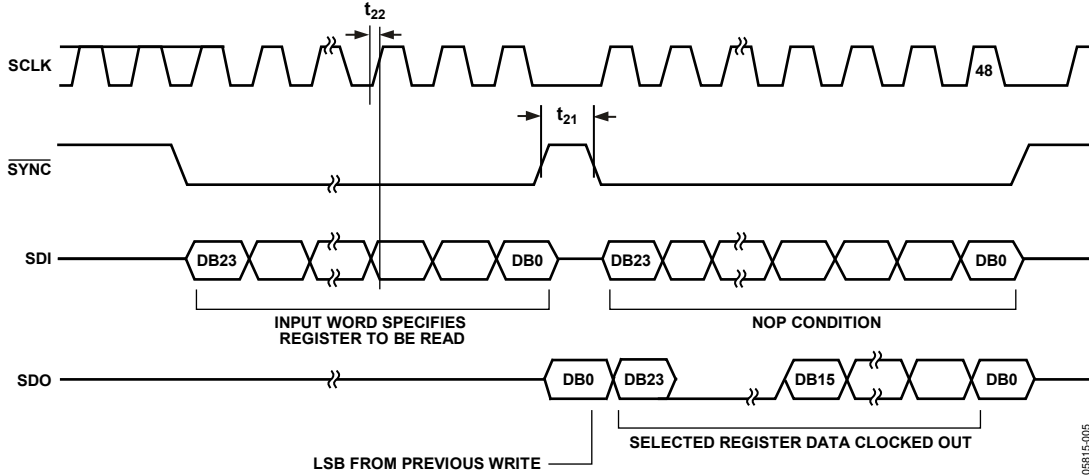 t22
SCLK
48
t21
SYNC
SDI
DB23
DB0
DB23
DB0
INPUT WORD SPECIFIES
REGISTER TO BE READ
NOP CONDITION
SDO
DB0
DB23
DB15
DB0
SELECTED REGISTER DATA CLOCKED OUT
LSB FROM PREVIOUS WRITE
05815-005